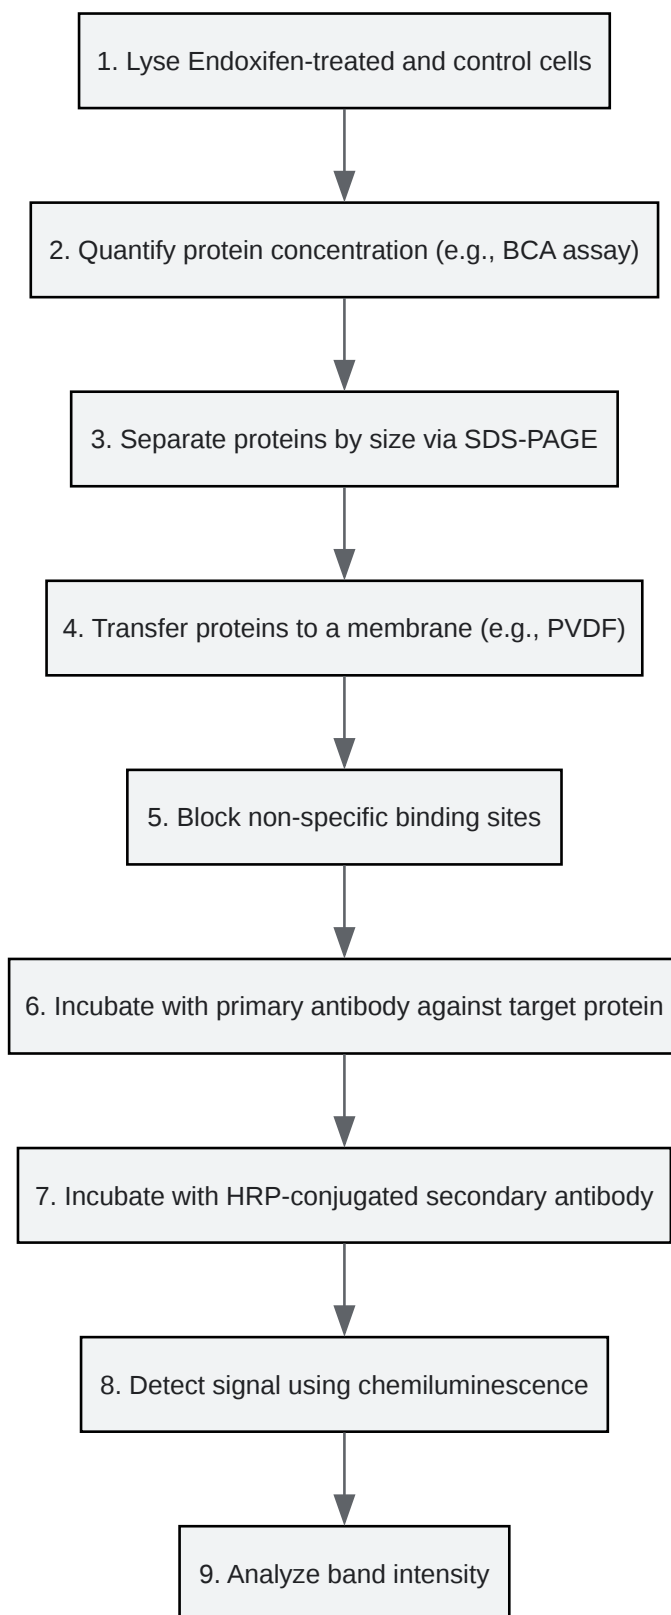 1. Lyse Endoxifen-treated and control cells
2. Quantify protein concentration (e.g., BCA assay)
3. Separate proteins by size via SDS-PAGE
4. Transfer proteins to a membrane (e.g., PVDF)
5. Block non-specific binding sites
6. Incubate with primary antibody against target protein
7. Incubate with HRP-conjugated secondary antibody
8. Detect signal using chemiluminescence
9. Analyze band intensity